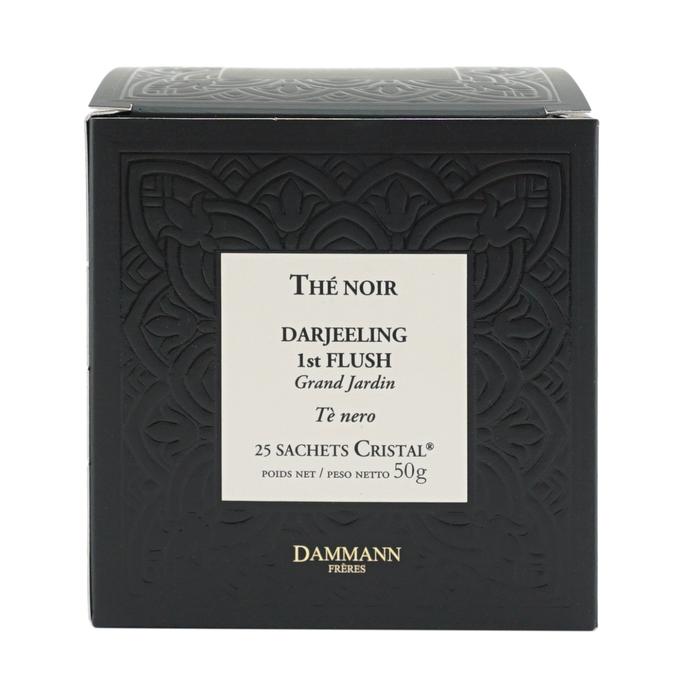 THÉ NOIR
DARJEELING
1st FLUSH
Grand Jardin
Tè nero
25 SACHETS CRISTAL®
POIDS NET / PESO NETTO 50g
DAMMANN
FRÈRES